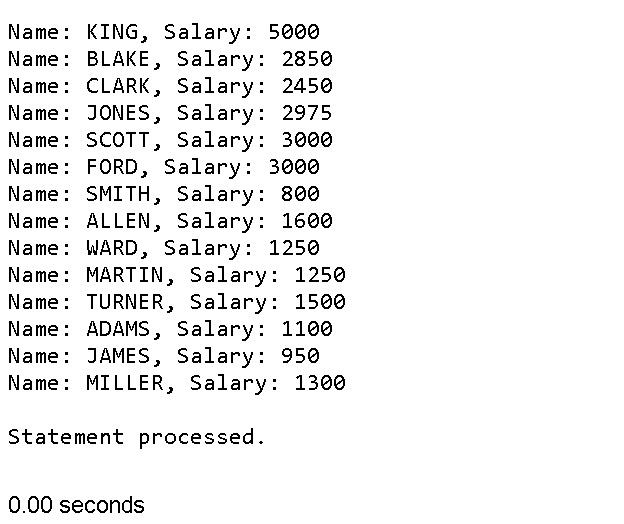 Name: KING, Salary: 5000
Name: BLAKE, Salary: 2850
Name: CLARK, Salary: 2450
Name: JONES, Salary: 2975
Name: SCOTT, Salary: 3000
Name: FORD, Salary: 3000
Name: SMITH, Salary: 800
Name: ALLEN, Salary: 1600
Name: WARD, Salary: 1250
Name: MARTIN, Salary: 1250
Name: TURNER, Salary: 1500
Name: ADAMS, Salary: 1100
Name: JAMES, Salary: 950
Name: MILLER, Salary: 1300
Statement processed.
0.00 seconds